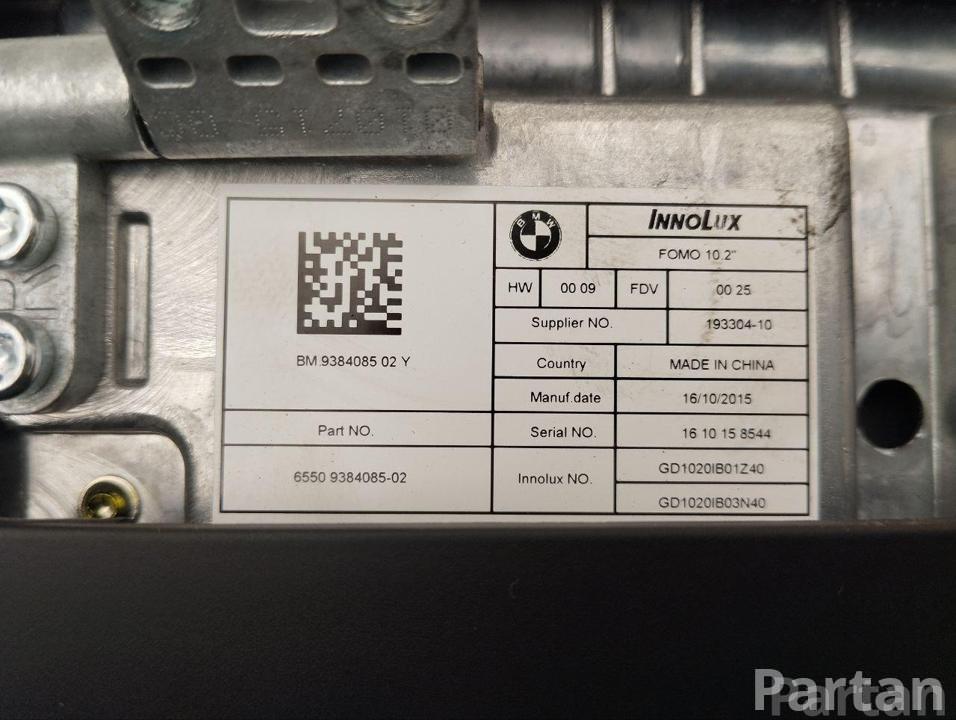 BMW
INNOLUX
FOMO 10.2"
HW 00 09 FDV 00 25
Supplier NO. 193304-10
BM 9384085 02 Y
Country MADE IN CHINA
Manuf.date 16/10/2015
Part NO.
Serial NO. 16 10 15 8544
6550 9384085-02
Innolux NO. GD1020IB01Z40
GD1020IB03N40
Partan